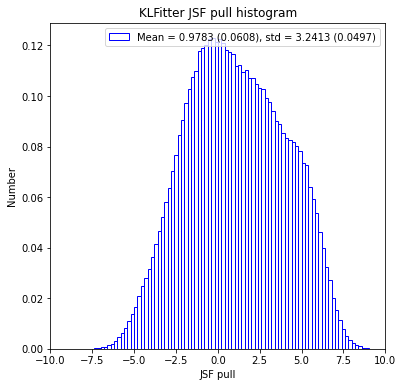 KLFitter JSF pull histogram
Mean = 0.9783 (0.0608), std = 3.2413 (0.0497)
Number
0.12
0.10
0.08
0.06
0.04
0.02
0.00
−10.0 −7.5 −5.0 −2.5 0.0 2.5 5.0 7.5 10.0
JSF pull